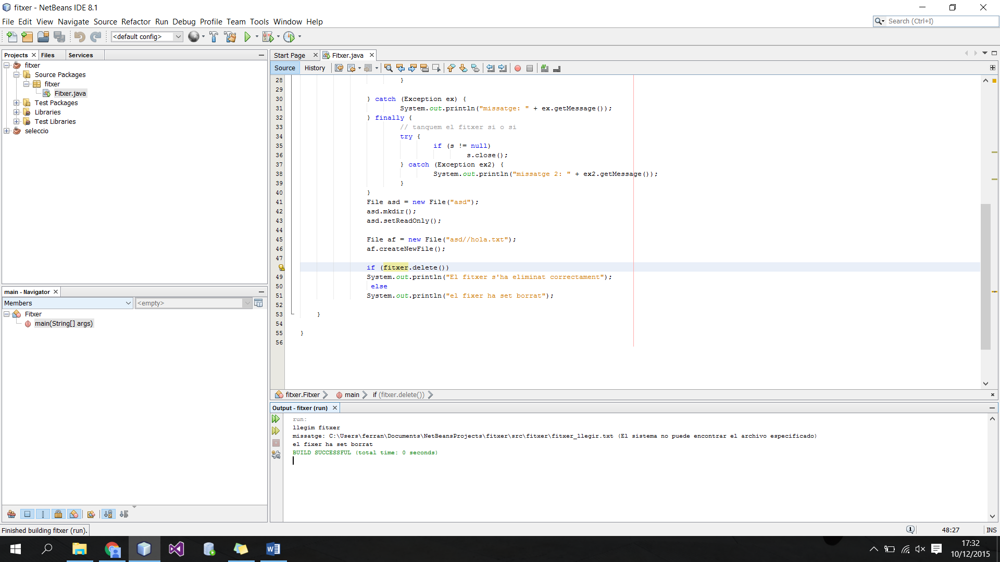 fitxer - NetBeans IDE 8.1
File Edit View Navigate Source Refactor Run Debug Profile Team Tools Window Help
Search (Ctrl+I)
<default config>
Projects Files Services
fitxer
Source Packages
fitxer
Fitxer.java
Test Packages
Libraries
Test Libraries
seleccio
Start Page Fitxer.java
Source History
28 }
29
30 } catch (Exception ex) {
31 System.out.println("missatge: " + ex.getMessage());
32 } finally {
33 // tanquem el fitxer si o si
34 try {
35 if (s != null)
36 s.close();
37 } catch (Exception ex2) {
38 System.out.println("missatge 2: " + ex2.getMessage());
39 }
40 }
41 File asd = new File("asd");
42 asd.mkdir();
43 asd.setReadOnly();
44
45 File af = new File("asd//hola.txt");
46 af.createNewFile();
47
if (fitxer.delete())
49 System.out.println("El fitxer s'ha eliminat correctament");
50 else
51 System.out.println("el fixer ha set borrat");
52
53 }
54
55 }
56
fitxer.Fitxer main if (fitxer.delete())
main - Navigator
Members <empty>
Fitxer
main(String[] args)
Output - fitxer (run)
run:
llegim fitxer
missatge: C:\Users\ferran\Documents\NetBeansProjects\fitxer\src\fitxer\fitxer_llegir.txt (El sistema no puede encontrar el archivo especificado)
el fixer ha set borrat
BUILD SUCCESSFUL (total time: 0 seconds)
Finished building fitxer (run).
1 48:27 INS
17:32
10/12/2015